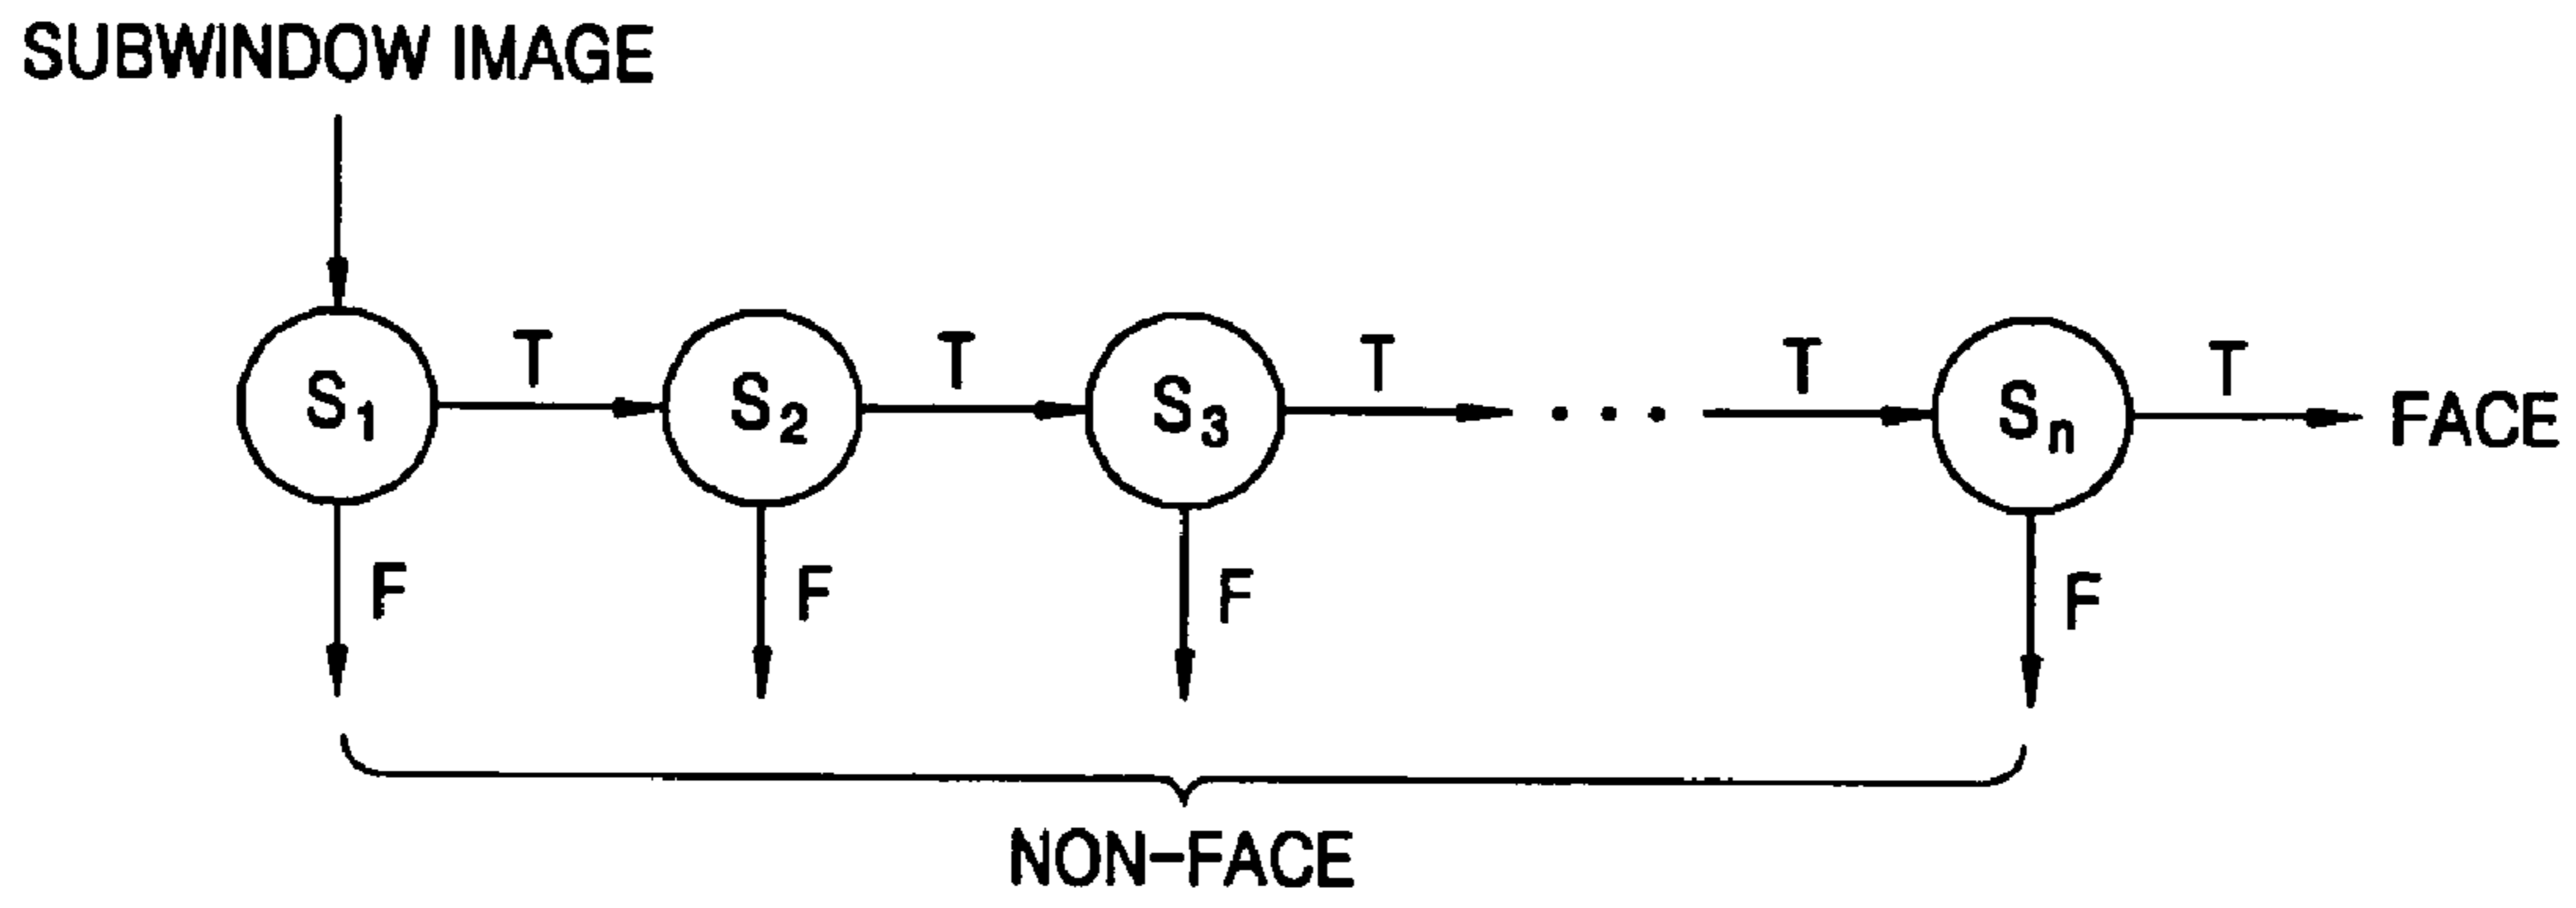 SUBWINDOW IMAGE
S1 T S2 T S3 T ... T Sn T FACE
F F F F
NON-FACE